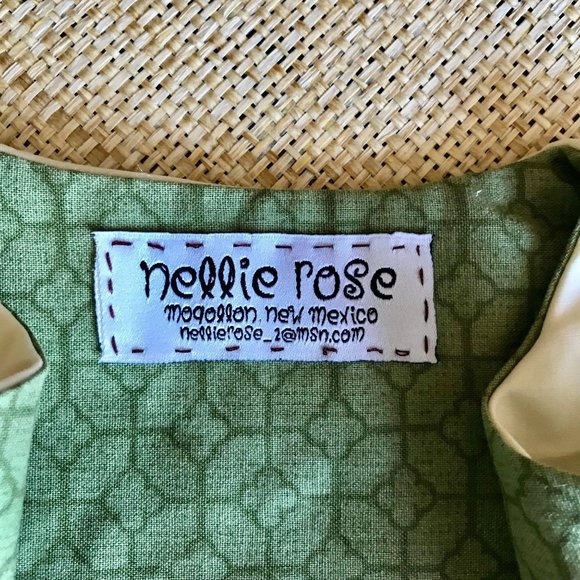 nellie rose
mogollon, new mexico
nellierose_2@msn.com